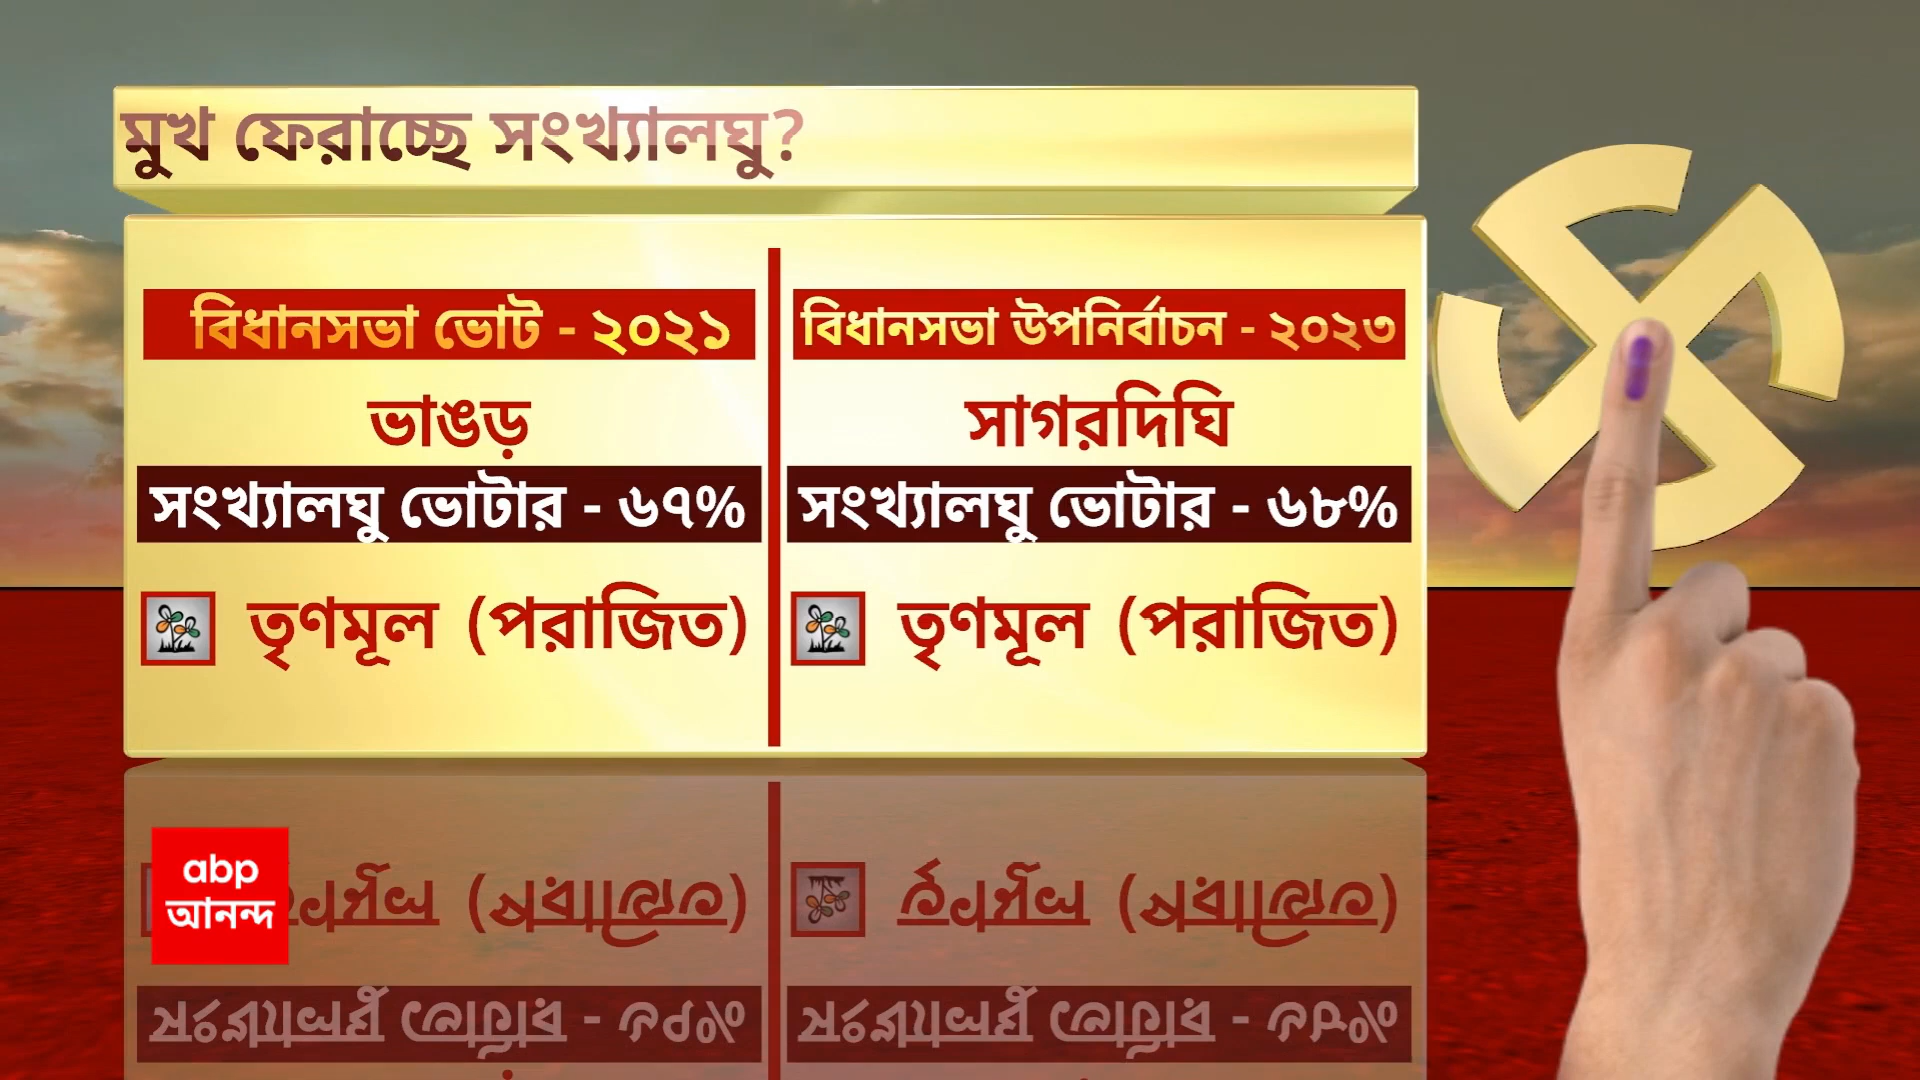 মুখ ফেরাচ্ছে সংখ্যালঘু?
বিধানসভা ভোট - ২০২১
ভাঙড়
সংখ্যালঘু ভোটার - ৬৭%
তৃণমূল (পরাজিত)
বিধানসভা উপনির্বাচন - ২০২৩
সাগরদিঘি
সংখ্যালঘু ভোটার - ৬৮%
তৃণমূল (পরাজিত)
abp
আনন্দ